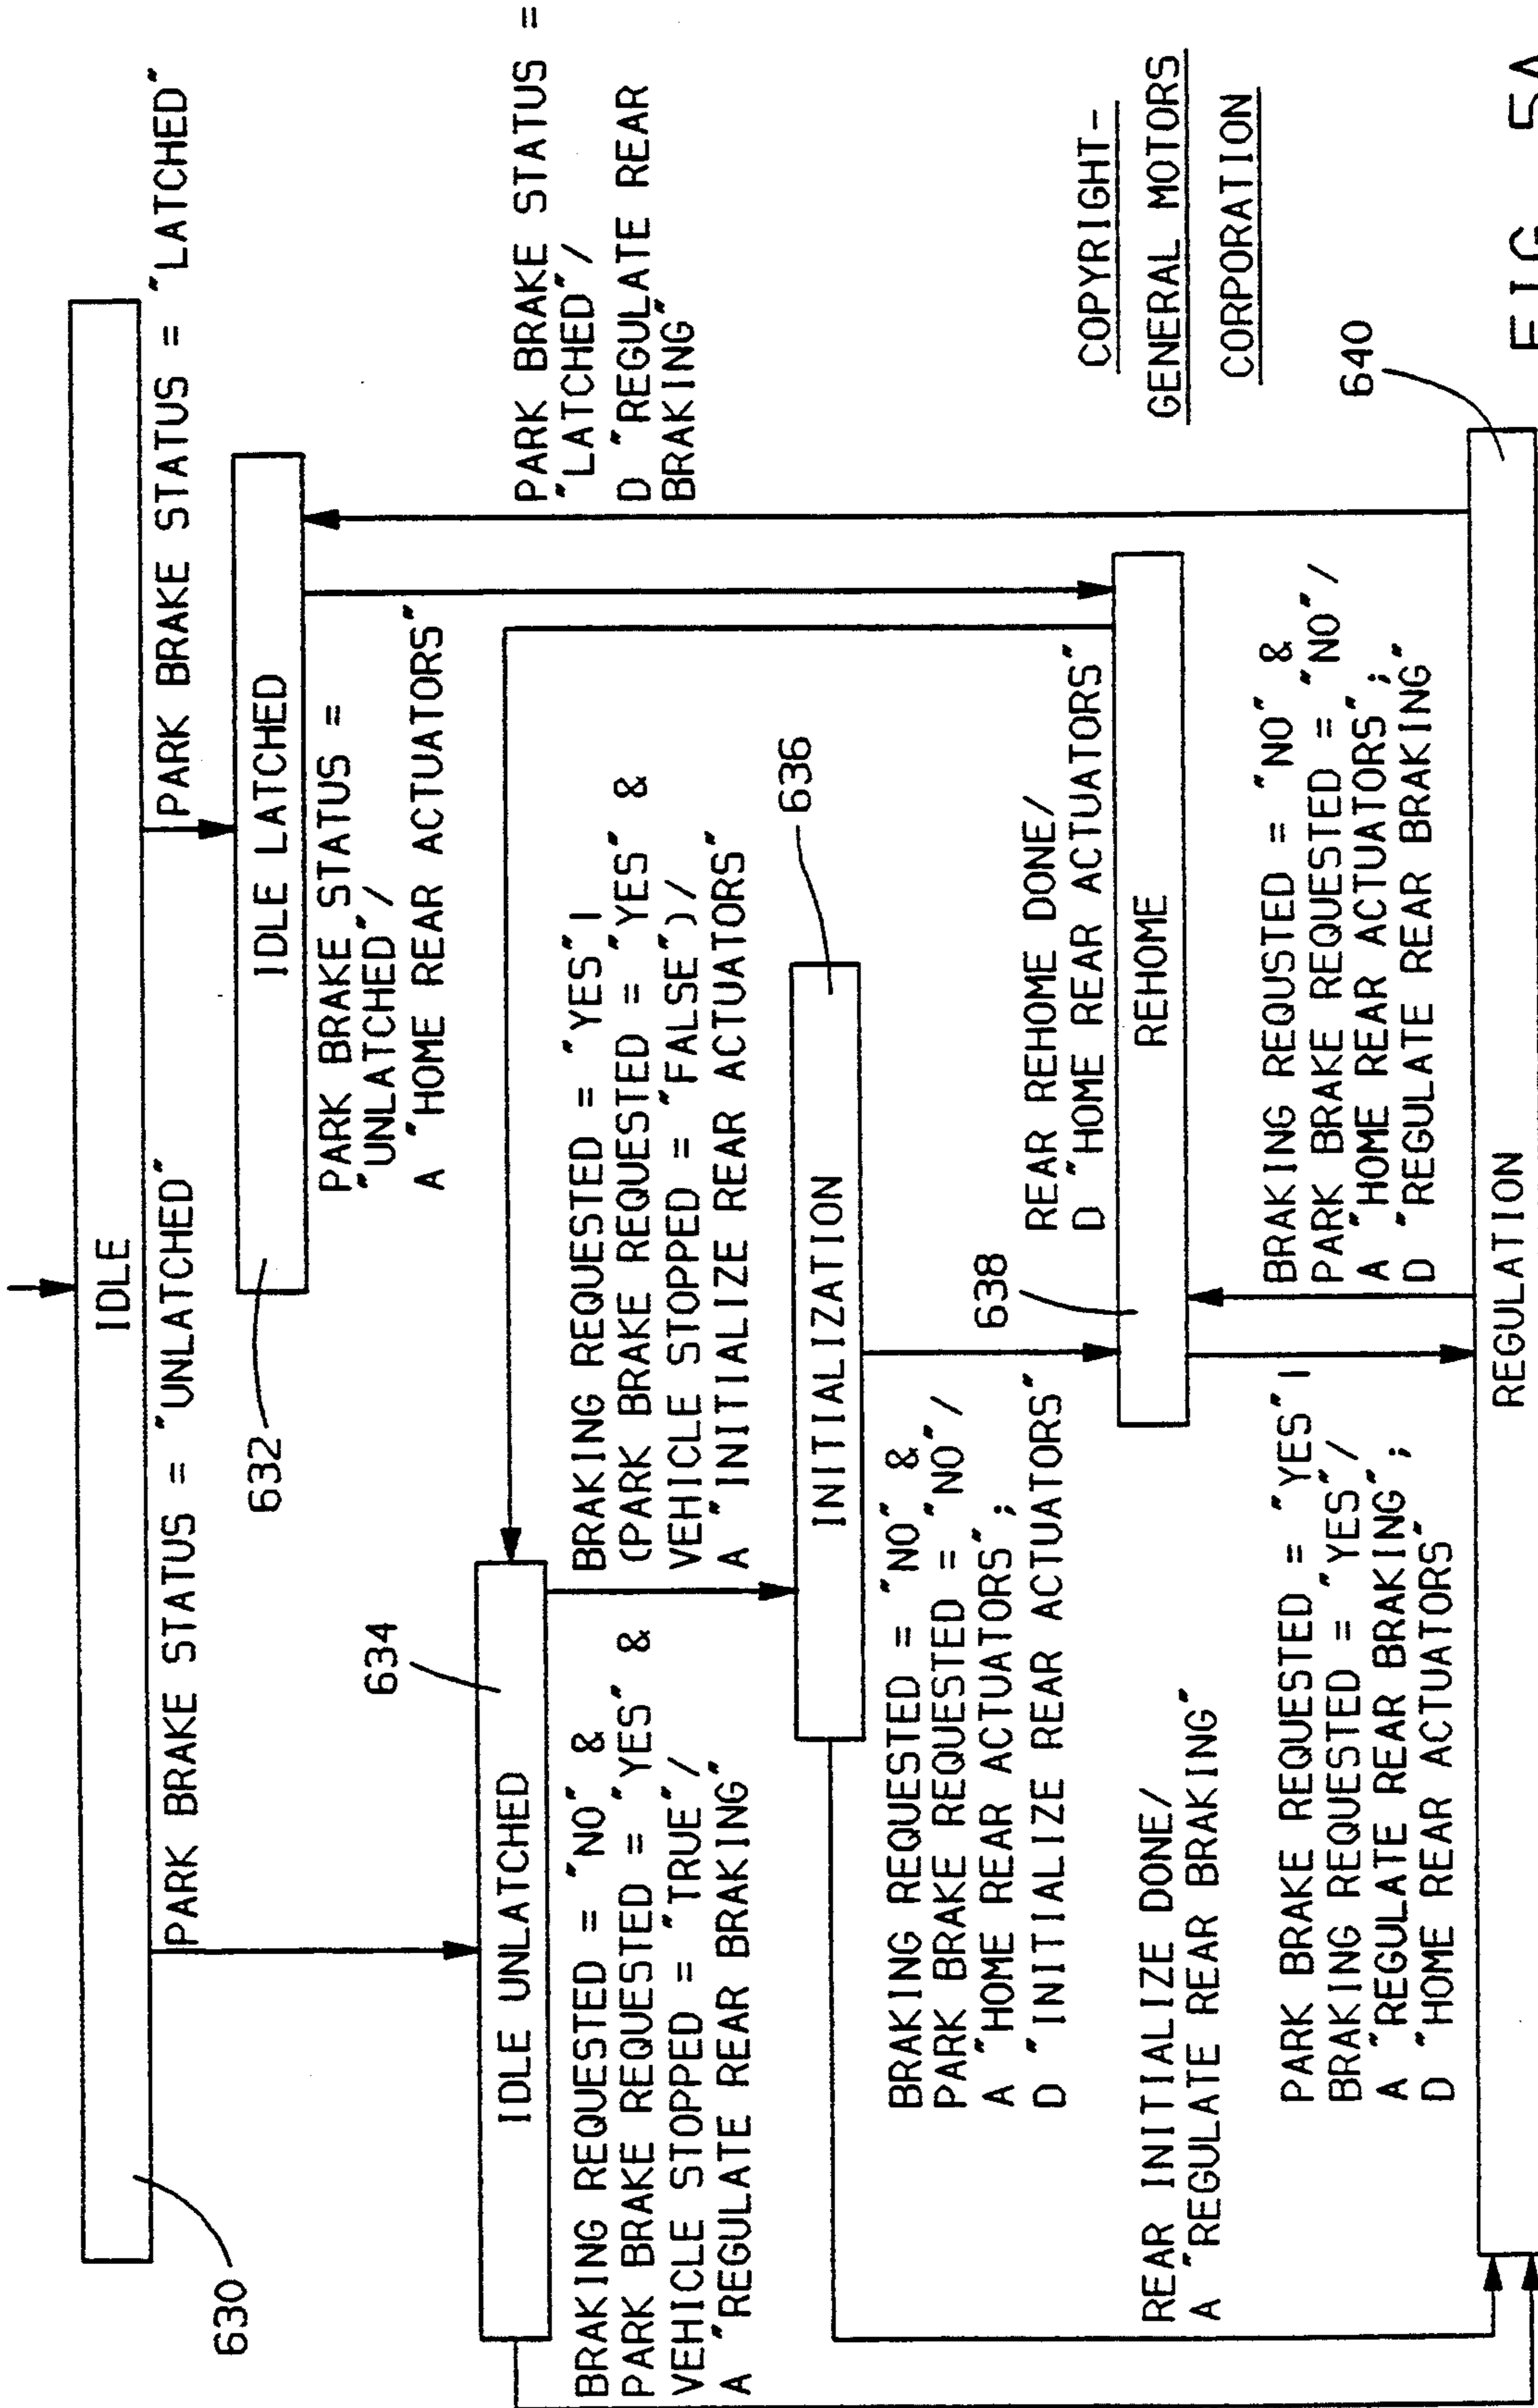 IDLE
630
PARK BRAKE STATUS = "UNLATCHED"
PARK BRAKE STATUS = "LATCHED"
632
IDLE LATCHED
PARK BRAKE STATUS =
"UNLATCHED"/
A "HOME REAR ACTUATORS"
PARK BRAKE STATUS =
"LATCHED"/
D "REGULATE REAR
BRAKING"
634
IDLE UNLATCHED
BRAKING REQUESTED = "NO" &
PARK BRAKE REQUESTED = "YES" &
VEHICLE STOPPED = "TRUE"/
A "REGULATE REAR BRAKING"
BRAKING REQUESTED = "YES" |
(PARK BRAKE REQUESTED = "YES" &
VEHICLE STOPPED = "FALSE")/
A "INITIALIZE REAR ACTUATORS"
636
INITIALIZATION
BRAKING REQUESTED = "NO" &
PARK BRAKE REQUESTED = "NO"/
A "HOME REAR ACTUATORS";
D "INITIALIZE REAR ACTUATORS"
638
REAR REHOME DONE/
D "HOME REAR ACTUATORS"
REHOME
REAR INITIALIZE DONE/
A "REGULATE REAR BRAKING"
PARK BRAKE REQUESTED = "YES" |
BRAKING REQUESTED = "YES"/
A "REGULATE REAR BRAKING";
D "HOME REAR ACTUATORS"
BRAKING REQUSTED = "NO" &
PARK BRAKE REQUESTED = "NO"/
A "HOME REAR ACTUATORS";
D "REGULATE REAR BRAKING"
640
REGULATION
COPYRIGHT-
GENERAL MOTORS
CORPORATION
FIG. 5A